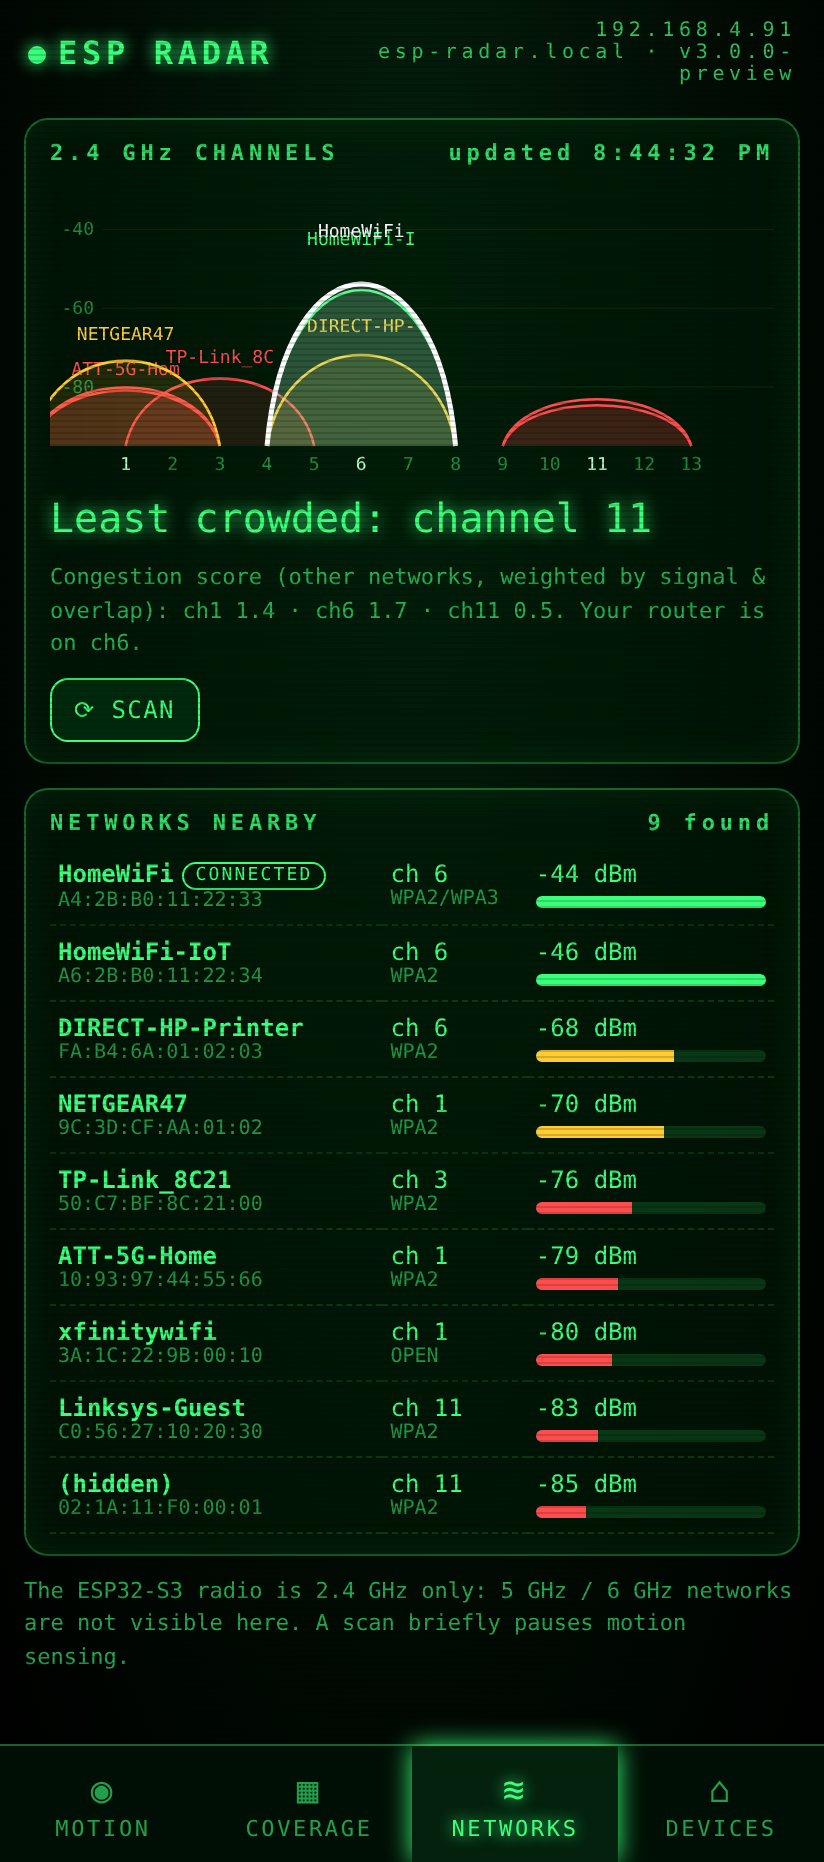 ● ESP RADAR
192.168.4.91
esp-radar.local · v3.0.0-
preview
2.4 GHz CHANNELS
updated 8:44:32 PM
-40
HomeWiFi
HomeWiFi-I
-60
DIRECT-HP-
NETGEAR47
TP-Link_8C
ATT-5G-Hom
-80
1 2 3 4 5 6 7 8 9 10 11 12 13
Least crowded: channel 11
Congestion score (other networks, weighted by signal &
overlap): ch1 1.4 · ch6 1.7 · ch11 0.5. Your router is
on ch6.
⟳ SCAN
NETWORKS NEARBY
9 found
HomeWiFi CONNECTED ch 6 -44 dBm
A4:2B:B0:11:22:33 WPA2/WPA3
HomeWiFi-IoT ch 6 -46 dBm
A6:2B:B0:11:22:34 WPA2
DIRECT-HP-Printer ch 6 -68 dBm
FA:B4:6A:01:02:03 WPA2
NETGEAR47 ch 1 -70 dBm
9C:3D:CF:AA:01:02 WPA2
TP-Link_8C21 ch 3 -76 dBm
50:C7:BF:8C:21:00 WPA2
ATT-5G-Home ch 1 -79 dBm
10:93:97:44:55:66 WPA2
xfinitywifi ch 1 -80 dBm
3A:1C:22:9B:00:10 OPEN
Linksys-Guest ch 11 -83 dBm
C0:56:27:10:20:30 WPA2
(hidden) ch 11 -85 dBm
02:1A:11:F0:00:01 WPA2
The ESP32-S3 radio is 2.4 GHz only: 5 GHz / 6 GHz networks
are not visible here. A scan briefly pauses motion
sensing.
MOTION COVERAGE NETWORKS DEVICES